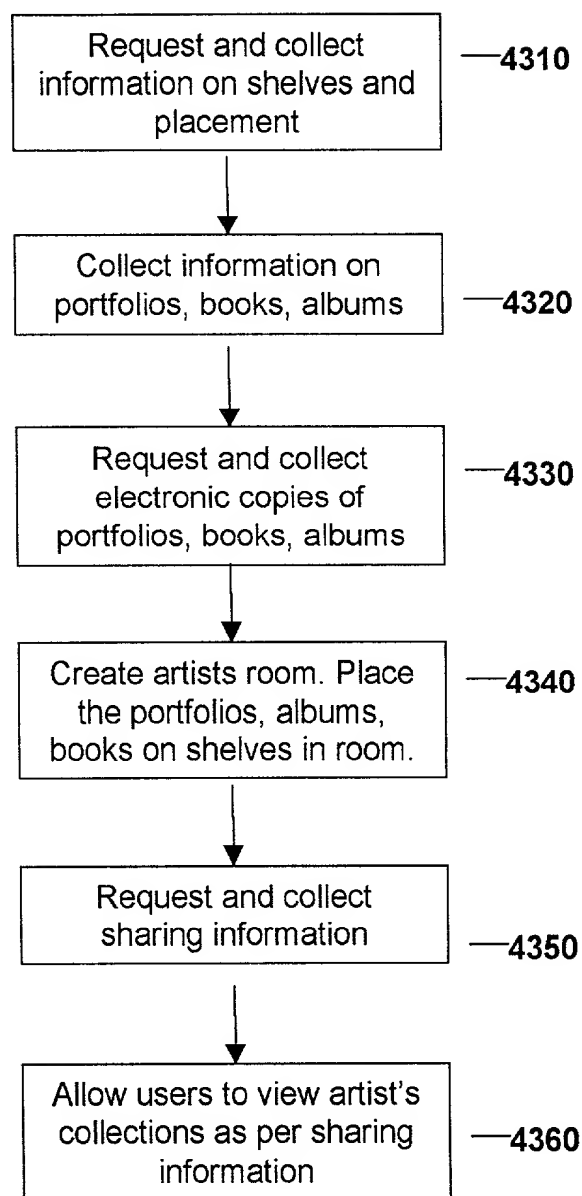 Request and collect
information on shelves and
placement
4310
Collect information on
portfolios, books, albums
4320
Request and collect
electronic copies of
portfolios, books, albums
4330
Create artists room. Place
the portfolios, albums,
books on shelves in room.
4340
Request and collect
sharing information
4350
Allow users to view artist's
collections as per sharing
information
4360